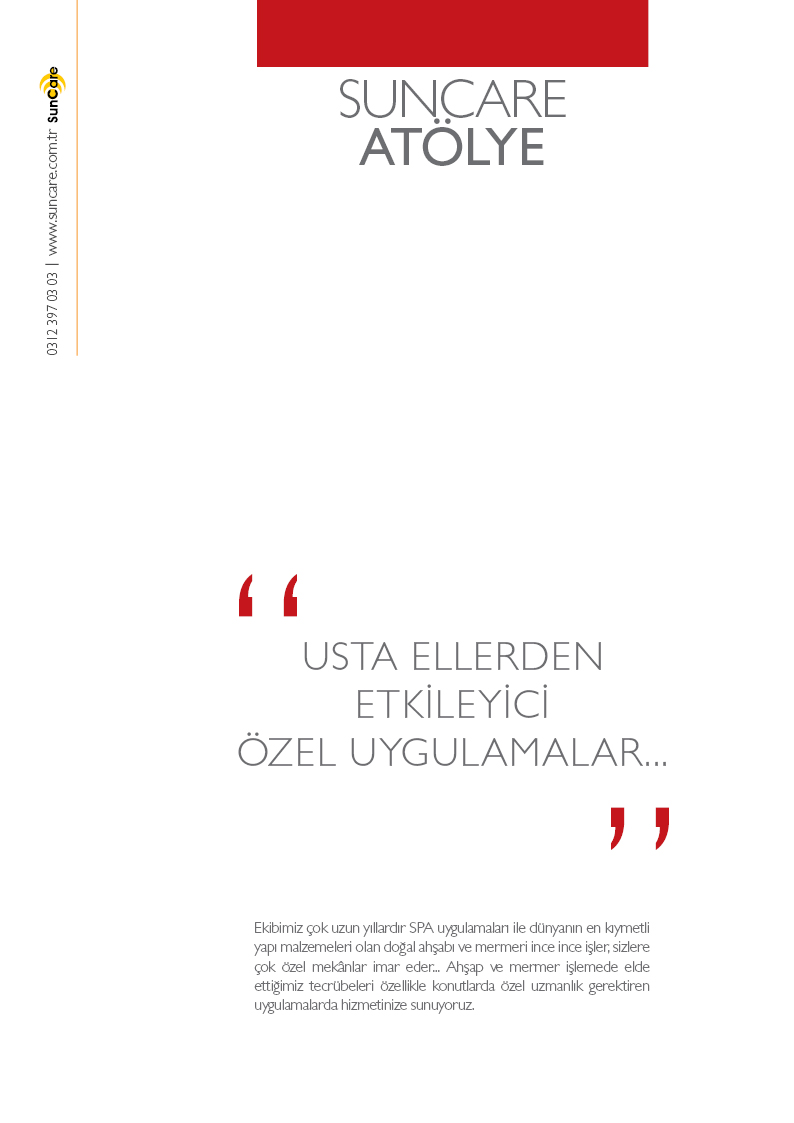 SUNCARE
ATÖLYE
0312 397 03 03 | www.suncare.com.tr SunCare
USTA ELLERDEN
ETKİLEYİCİ
ÖZEL UYGULAMALAR...
Ekibimiz çok uzun yıllardır SPA uygulamaları ile dünyanın en kıymetli
yapı malzemeleri olan doğal ahşabı ve mermeri ince ince işler, sizlere
çok özel mekânlar imar eder... Ahşap ve mermer işlemede elde
ettiğimiz tecrübeleri özellikle konutlarda özel uzmanlık gerektiren
uygulamalarda hizmetinize sunuyoruz.